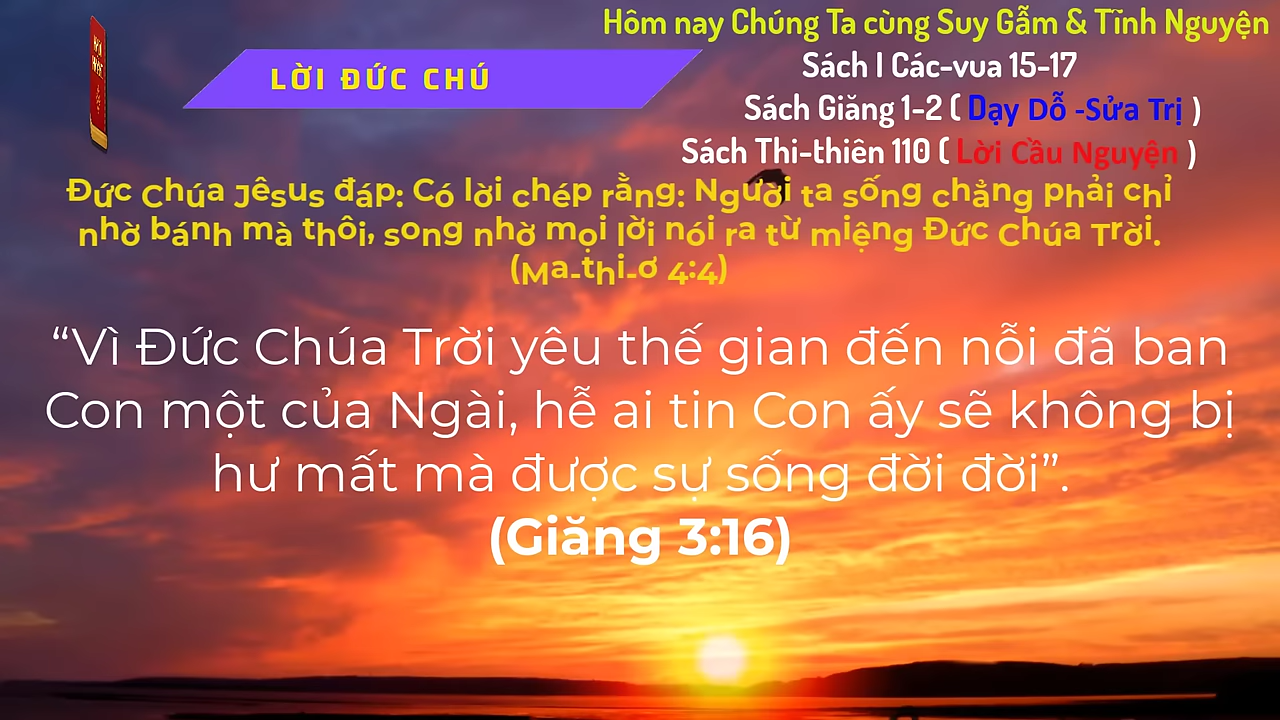 Hôm nay Chúng Ta cùng Suy Gẫm & Tĩnh Nguyện
Sách I Các-vua 15-17
Sách Giăng 1-2 ( Dạy Dỗ -Sửa Trị )
Sách Thi-thiên 110 ( Lời Cầu Nguyện )
LỜI ĐỨC CHÚ
Đức Chúa Jêsus đáp: Có lời chép rằng: Người ta sống chẳng phải chỉ
nhờ bánh mà thôi, song nhờ mọi lời nói ra từ miệng Đức Chúa Trời.
(Ma-thi-ơ 4:4)
“Vì Đức Chúa Trời yêu thế gian đến nỗi đã ban
Con một của Ngài, hễ ai tin Con ấy sẽ không bị
hư mất mà được sự sống đời đời”.
(Giăng 3:16)